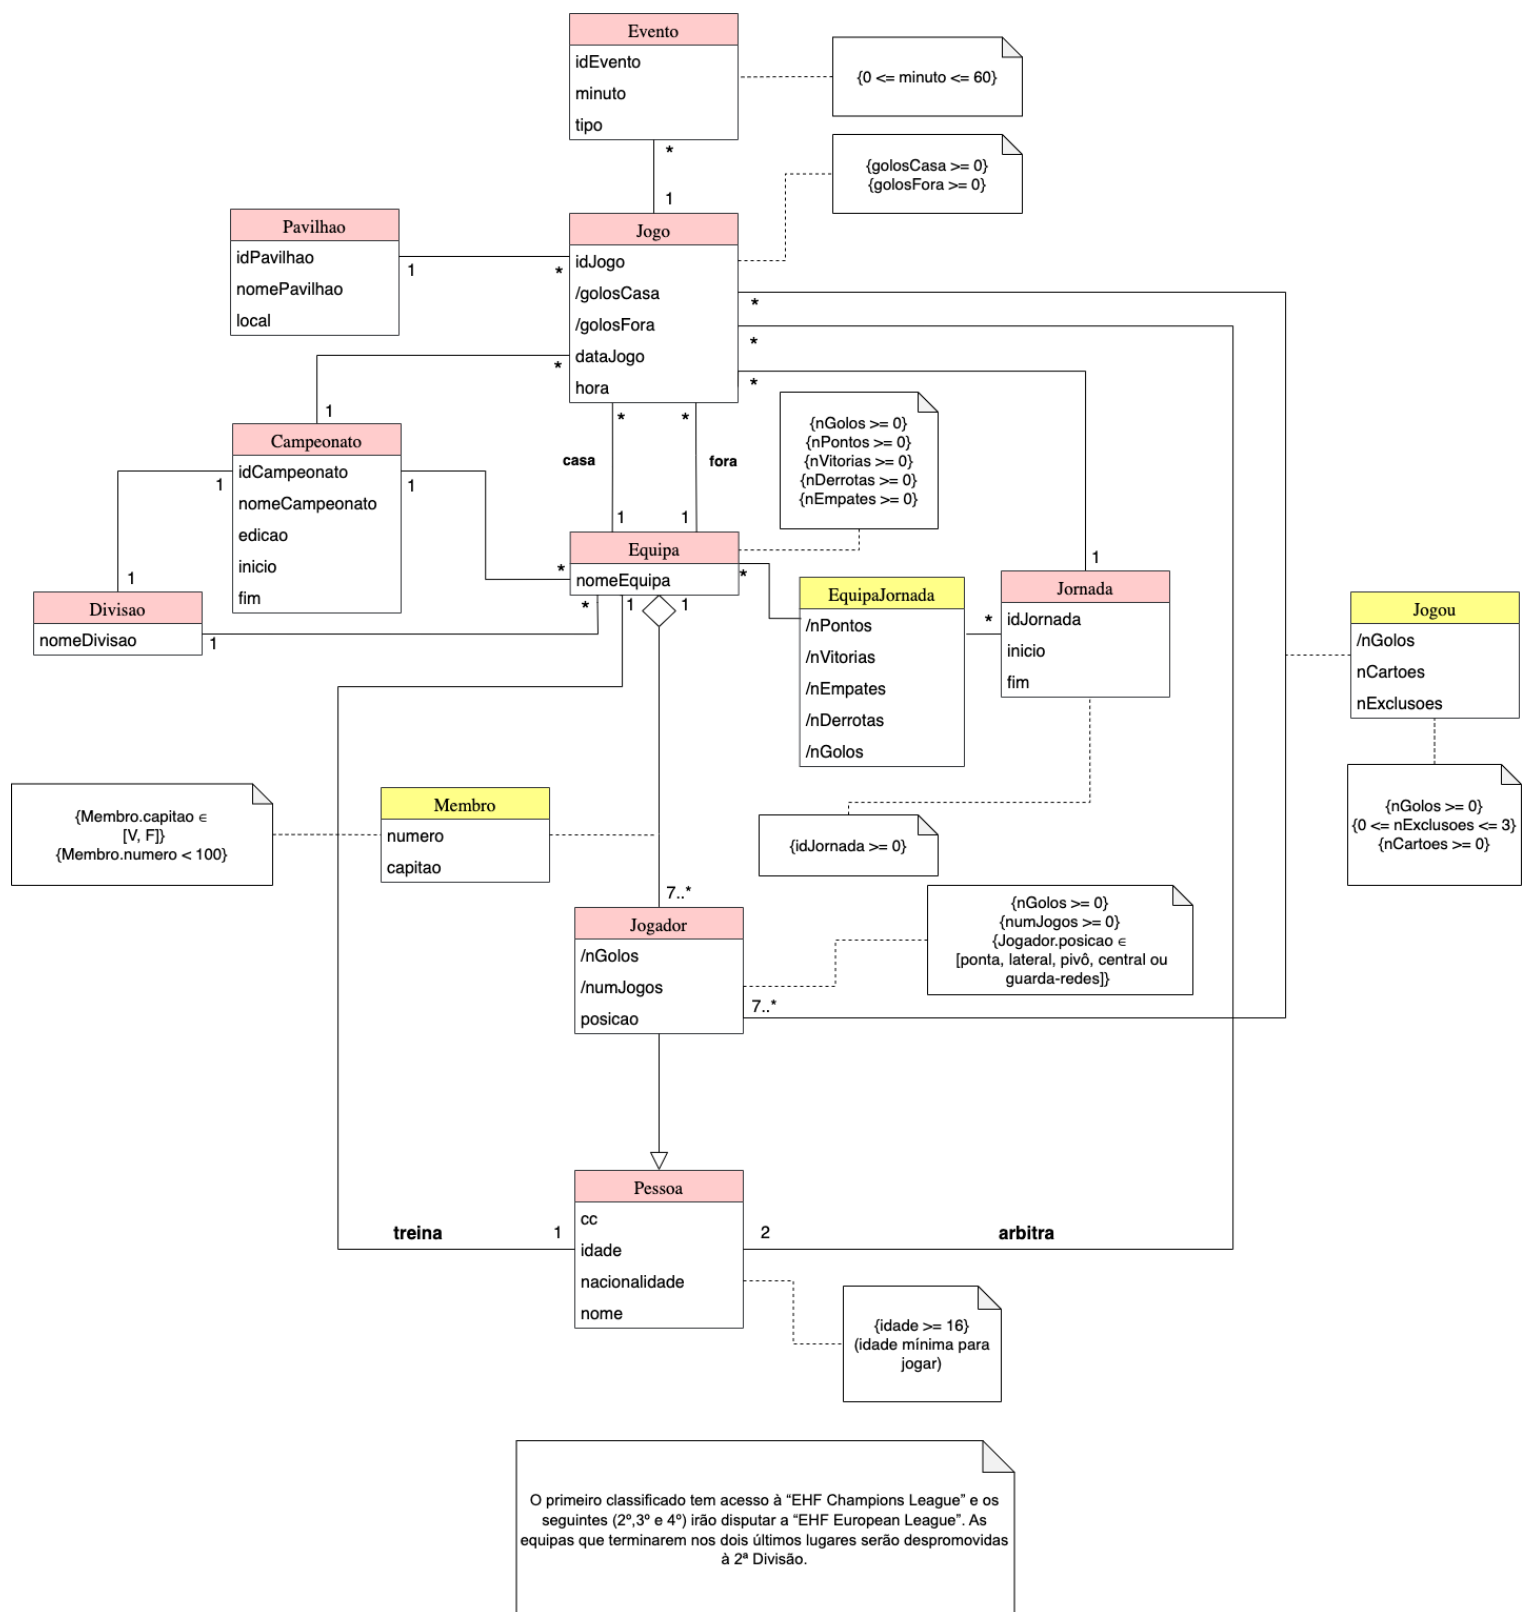 Evento
idEvento
minuto
tipo
{0 <= minuto <= 60}
*
1
{golosCasa >= 0}
{golosFora >= 0}
Pavilhao
idPavilhao
nomePavilhao
local
1
*
Jogo
idJogo
/golosCasa
/golosFora
dataJogo
hora
*
*
*
*
1
Campeonato
idCampeonato
nomeCampeonato
edicao
inicio
fim
1
1
*
*
casa
fora
1
1
{nGolos >= 0}
{nPontos >= 0}
{nVitorias >= 0}
{nDerrotas >= 0}
{nEmpates >= 0}
1
Divisao
nomeDivisao
1
Equipa
nomeEquipa
*
*
*
1
1
EquipaJornada
/nPontos
/nVitorias
/nEmpates
/nDerrotas
/nGolos
*
1
Jornada
idJornada
inicio
fim
Jogou
/nGolos
nCartoes
nExclusoes
{Membro.capitao ∈
[V, F]}
{Membro.numero < 100}
Membro
numero
capitao
{idJornada >= 0}
{nGolos >= 0}
{0 <= nExclusoes <= 3}
{nCartoes >= 0}
7..*
Jogador
/nGolos
/numJogos
posicao
7..*
{nGolos >= 0}
{numJogos >= 0}
{Jogador.posicao ∈
[ponta, lateral, pivô, central ou
guarda-redes]}
Pessoa
cc
idade
nacionalidade
nome
treina
1
2
arbitra
{idade >= 16}
(idade mínima para
jogar)
O primeiro classificado tem acesso à “EHF Champions League” e os
seguintes (2º,3º e 4º) irão disputar a “EHF European League”. As
equipas que terminarem nos dois últimos lugares serão despromovidas
à 2ª Divisão.